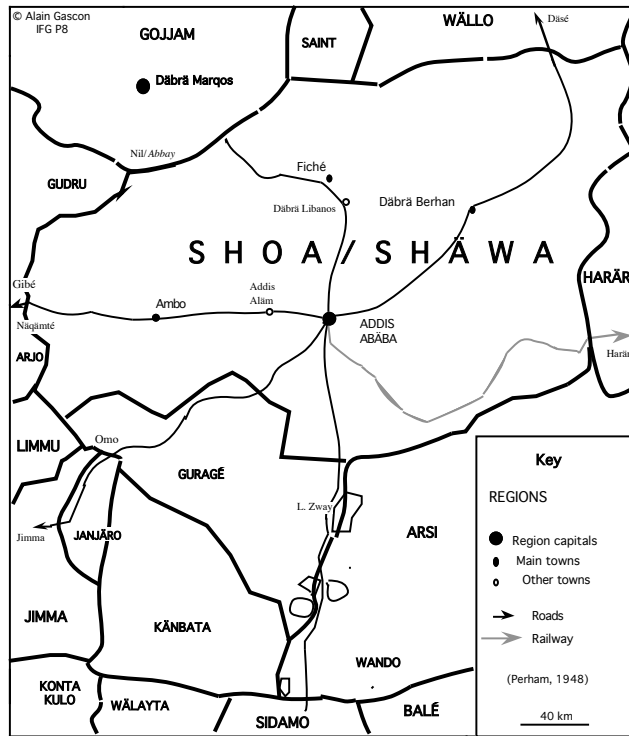 © Alain Gascon
IFG P8
GOJJAM
SAINT
WÄLLO
Däsé
Däbrä Marqos
Nil/Abbay
Fiché
GUDRU
Däbrä Libanos
Däbrä Berhan
SHOA/SHÄWA
HARÄR
Gibé
Ambo
Addis
Aläm
Näqämté
ADDIS
ABÄBA
ARJO
Harär
LIMMU
Omo
GURAGÉ
L. Zway
ARSI
Jimma
JANJÄRO
JIMMA
KÄNBATA
WANDO
KONTA
KULO
WÄLAYTA
SIDAMO
BALÉ
Key
REGIONS
Region capitals
Main towns
Other towns
Roads
Railway
(Perham, 1948)
40 km